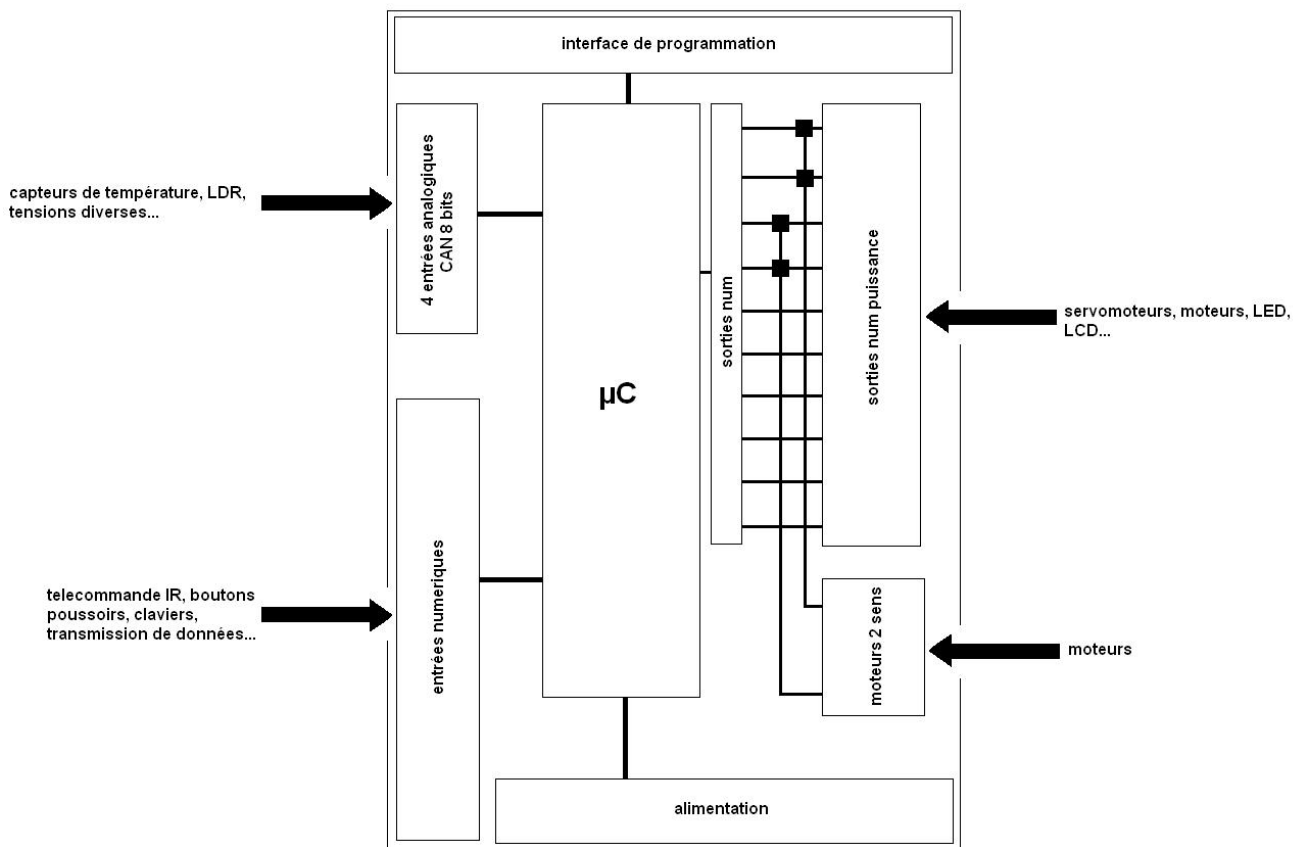 interface de programmation
capteurs de température, LDR,
tensions diverses...
4 entrées analogiques
CAN 8 bits
µC
sorties num
sorties num puissance
servomoteurs, moteurs, LED,
LCD...
telecommande IR, boutons
poussoirs, claviers,
transmission de données...
entrées numeriques
moteurs 2 sens
moteurs
alimentation